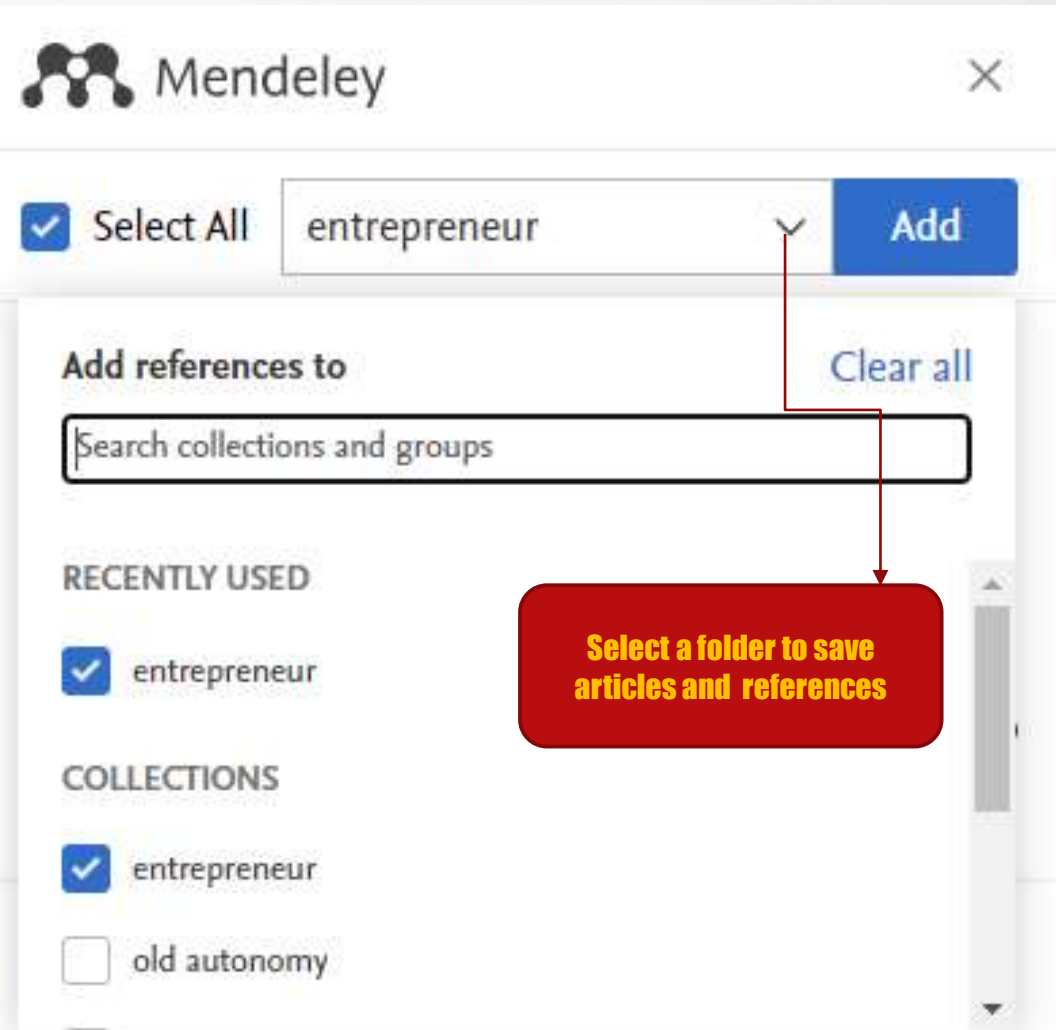 Mendeley
Select All
entrepreneur
Add
Add references to
Clear all
Search collections and groups
RECENTLY USED
entrepreneur
Select a folder to save
articles and references
COLLECTIONS
entrepreneur
old autonomy